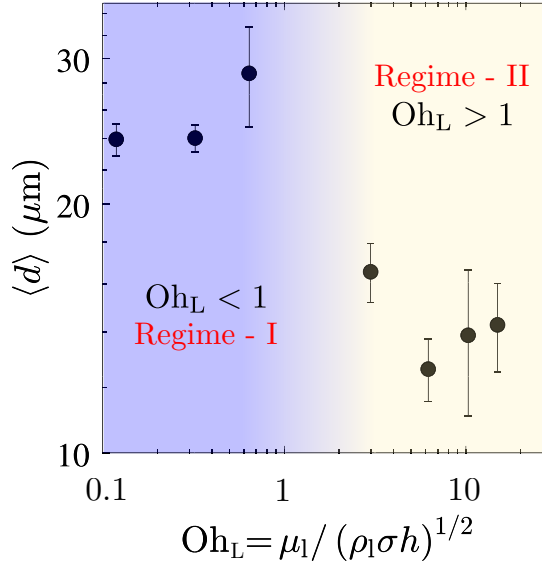 30
20
10
⟨d⟩ (μm)
Regime - II
Oh_L > 1
Oh_L < 1
Regime - I
0.1
1
10
Oh_L = μ_l / (ρ_l σh)^{1/2}